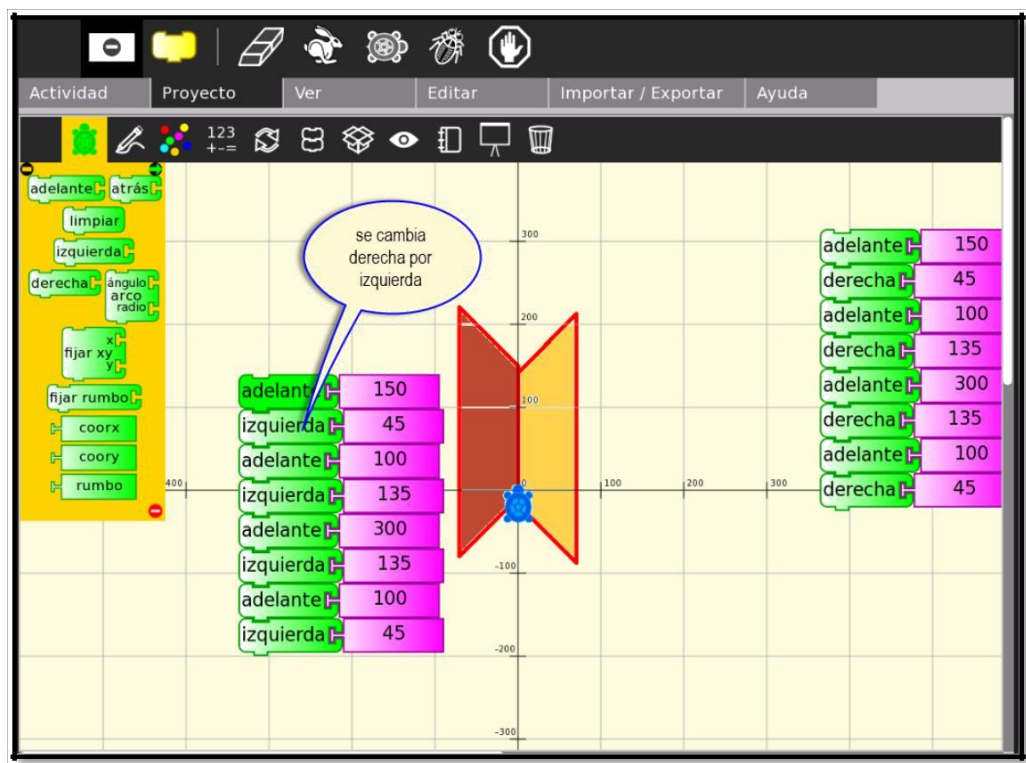 Actividad
Proyecto
Ver
Editar
Importar / Exportar
Ayuda
123
+-=
adelante
atrás
limpiar
izquierda
derecha
ángulo
arco
radio
fijar xy
x
y
fijar rumbo
coorx
coory
rumbo
se cambia
derecha por
izquierda
adelante 150
izquierda 45
adelante 100
izquierda 135
adelante 300
izquierda 135
adelante 100
izquierda 45
300
200
100
0
-100
-200
-300
400
100
200
300
adelante 150
derecha 45
adelante 100
derecha 135
adelante 300
derecha 135
adelante 100
derecha 45